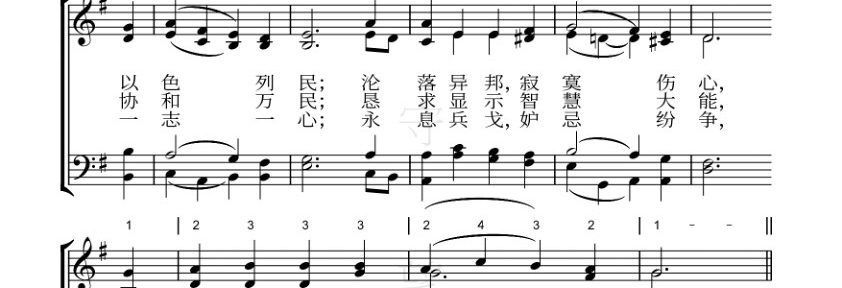 以色 列民；沦 落异邦，寂寞 伤心，
协和 万民；恳 求显示智慧 大能，
一志 一心；永 息兵戈，妒忌 纷争，
1 | 2 3 3 3 | 2 4 3 2 | 1 - - ||